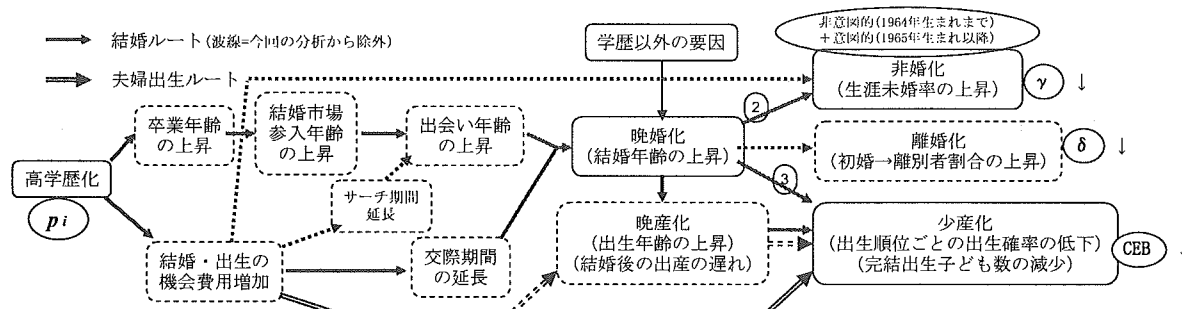 結婚ルート(波線=今回の分析から除外)
夫婦出生ルート
学歴以外の要因
非意図的(1964年生まれまで)
+意図的(1965年生まれ以降)
非婚化
(生涯未婚率の上昇)
γ ↓
卒業年齢
の上昇
結婚市場
参入年齢
の上昇
出会い年齢
の上昇
晩婚化
(結婚年齢の上昇)
2
離婚化
(初婚→離別者割合の上昇)
δ ↓
3
高学歴化
pi
サーチ期間
延長
結婚・出生の
機会費用増加
交際期間
の延長
晩産化
(出生年齢の上昇)
(結婚後の出産の遅れ)
少産化
(出生順位ごとの出生確率の低下)
(完結出生子ども数の減少)
CEB